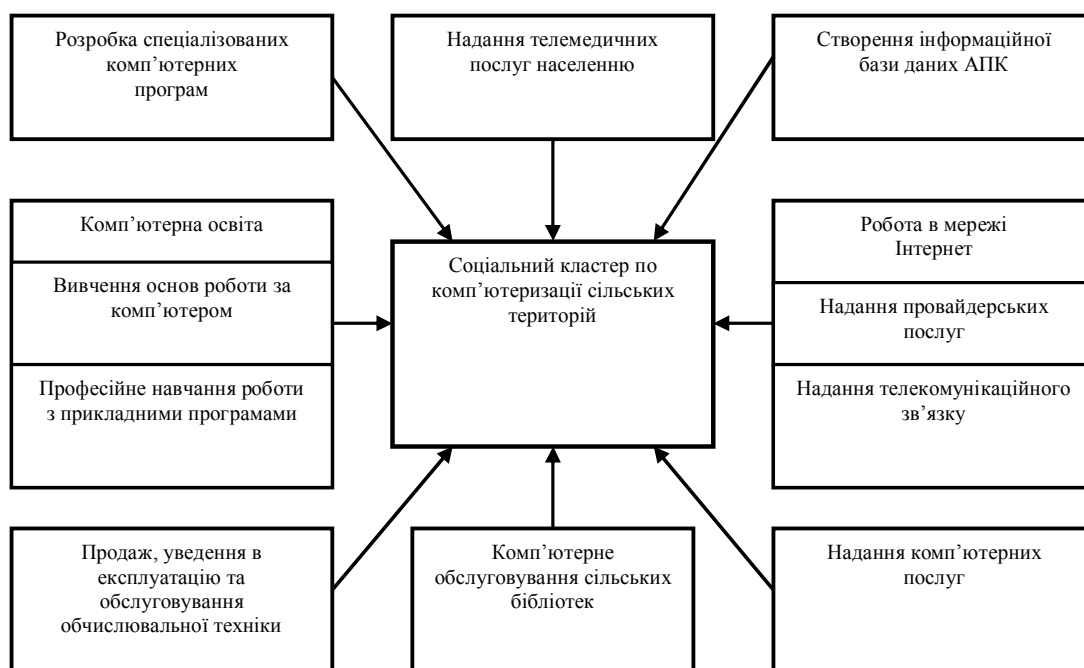 Розробка спеціалізованих
комп’ютерних
програм
Надання телемедичних
послуг населенню
Створення інформаційної
бази даних АПК
Комп’ютерна освіта
Вивчення основ роботи за
комп’ютером
Професійне навчання роботи
з прикладними програмами
Соціальний кластер по
комп’ютеризації сільських
територій
Робота в мережі
Інтернет
Надання провайдерських
послуг
Надання телекомунікаційного
зв’язку
Продаж, уведення в
експлуатацію та
обслуговування
обчислювальної техніки
Комп’ютерне
обслуговування сільських
бібліотек
Надання комп’ютерних
послуг